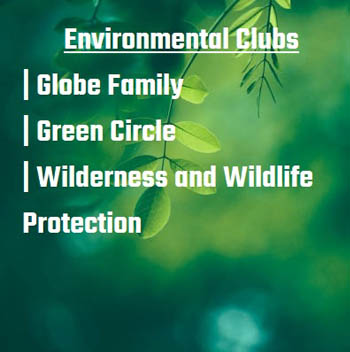 Environmental Clubs
| Globe Family
| Green Circle
| Wilderness and Wildlife
Protection